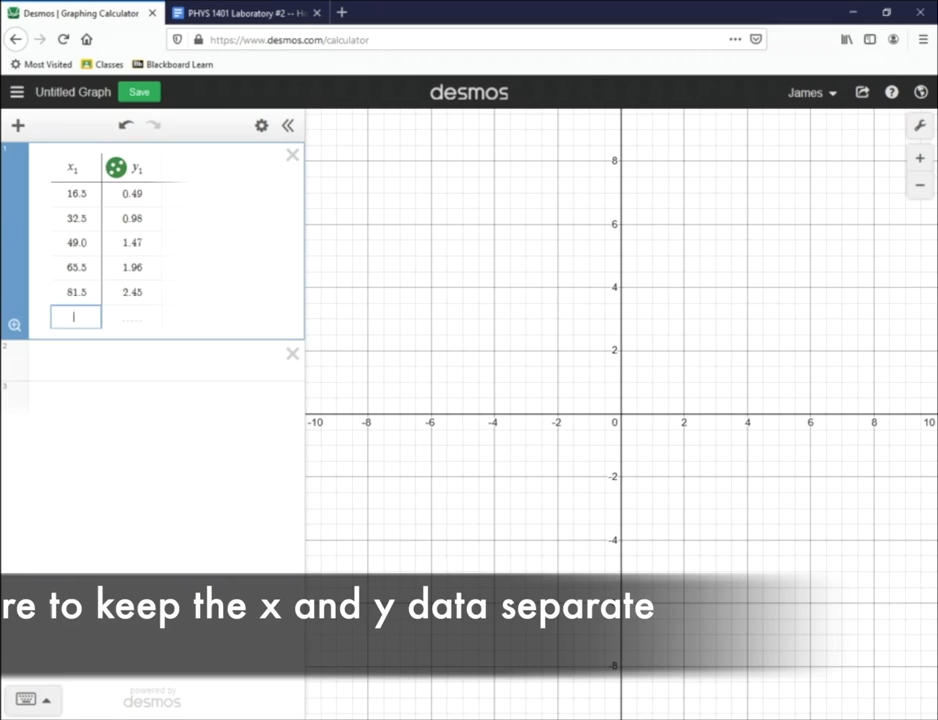 Desmos | Graphing Calculator
PHYS 1401 Laboratory #2 -- H
https://www.desmos.com/calculator
Most Visited Classes Blackboard Learn
Untitled Graph Save desmos James
1
x₁ y₁
16.5 0.49
32.5 0.98
49.0 1.47
65.5 1.96
81.5 2.45
2
3
8
6
4
2
-10 -8 -6 -4 -2 0 2 4 6 8 10
-2
-4
-8
re to keep the x and y data separate
powered by
desmos